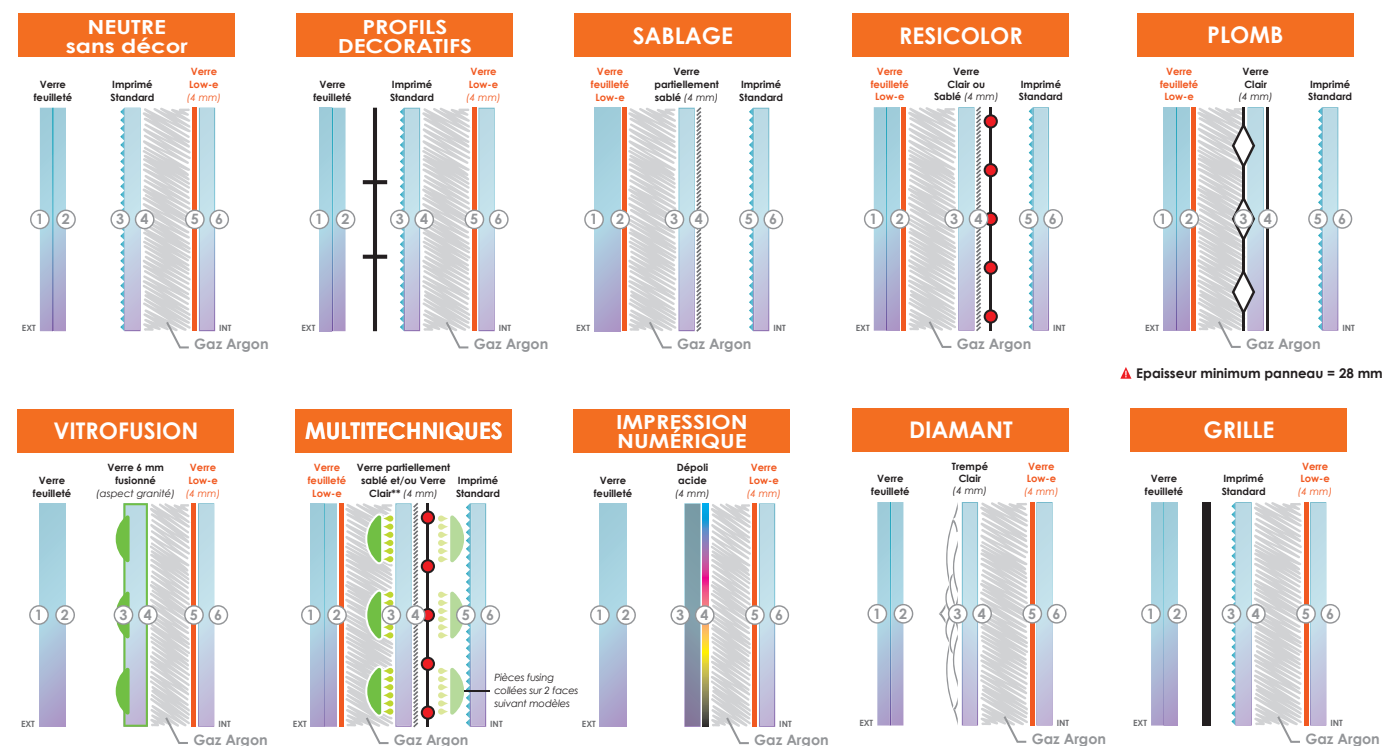 NEUTRE
sans décor
Verre
feuilleté
Imprimé
Standard
Verre
Low-e
(4 mm)
1 2 3 4 5 6
EXT
INT
Gaz Argon
PROFILS
DECORATIFS
Verre
feuilleté
Imprimé
Standard
Verre
Low-e
(4 mm)
1 2 3 4 5 6
EXT
INT
Gaz Argon
SABLAGE
Verre
feuilleté
Low-e
Verre
partiellement
sablé (4 mm)
Imprimé
Standard
1 2 3 4 5 6
EXT
INT
Gaz Argon
RESICOLOR
Verre
feuilleté
Low-e
Verre
Clair ou
Sablé (4 mm)
Imprimé
Standard
1 2 3 4 5 6
EXT
INT
Gaz Argon
PLOMB
Verre
feuilleté
Low-e
Verre
Clair
(4 mm)
Imprimé
Standard
1 2 3 4 5 6
EXT
INT
Gaz Argon
Epaisseur minimum panneau = 28 mm
VITROFUSION
Verre
feuilleté
Verre 6 mm
fusionné
(aspect granité)
Verre
Low-e
(4 mm)
1 2 3 4 5 6
EXT
INT
Gaz Argon
MULTITECHNIQUES
Verre
feuilleté
Low-e
Verre partiellement
sablé et/ou Verre
Clair** (4 mm)
Imprimé
Standard
1 2 3 4 5 6
Pièces fusing
collées sur 2 faces
suivant modèles
EXT
INT
Gaz Argon
IMPRESSION
NUMÉRIQUE
Verre
feuilleté
Dépoli
acide
(4 mm)
Verre
Low-e
(4 mm)
1 2 3 4 5 6
EXT
INT
Gaz Argon
DIAMANT
Verre
feuilleté
Trempé
Clair
(4 mm)
Verre
Low-e
(4 mm)
1 2 3 4 5 6
EXT
INT
Gaz Argon
GRILLE
Verre
feuilleté
Imprimé
Standard
Verre
Low-e
(4 mm)
1 2 3 4 5 6
EXT
INT
Gaz Argon